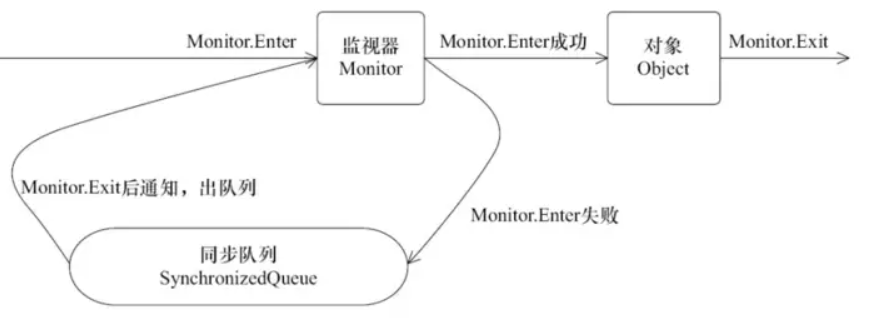 Monitor.Enter
监视器
Monitor
Monitor.Enter成功
对象
Object
Monitor.Exit
Monitor.Exit后通知，出队列
Monitor.Enter失败
同步队列
SynchronizedQueue